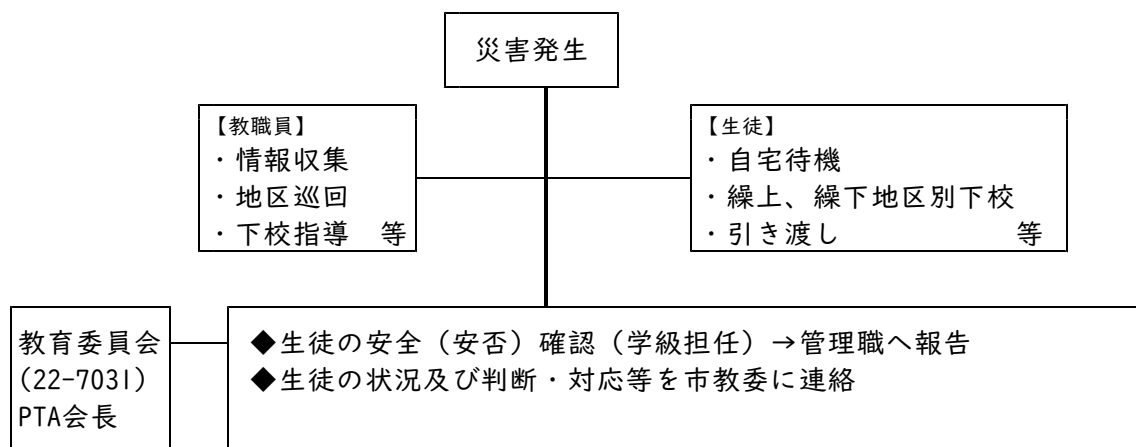 災害発生
【教職員】
・情報収集
・地区巡回
・下校指導　等
【生徒】
・自宅待機
・繰上、繰下地区別下校
・引き渡し　　　　　　等
教育委員会
(22-7031)
PTA会長
◆生徒の安全（安否）確認（学級担任）→管理職へ報告
◆生徒の状況及び判断・対応等を市教委に連絡